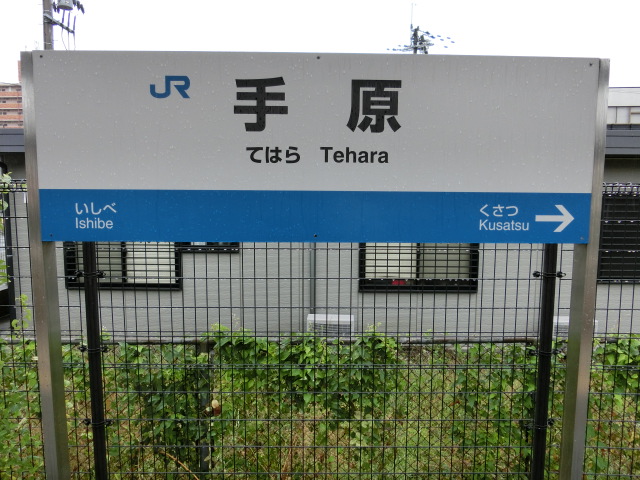 JR
手原
てはら Tehara
いしべ
Ishibe
くさつ
Kusatsu